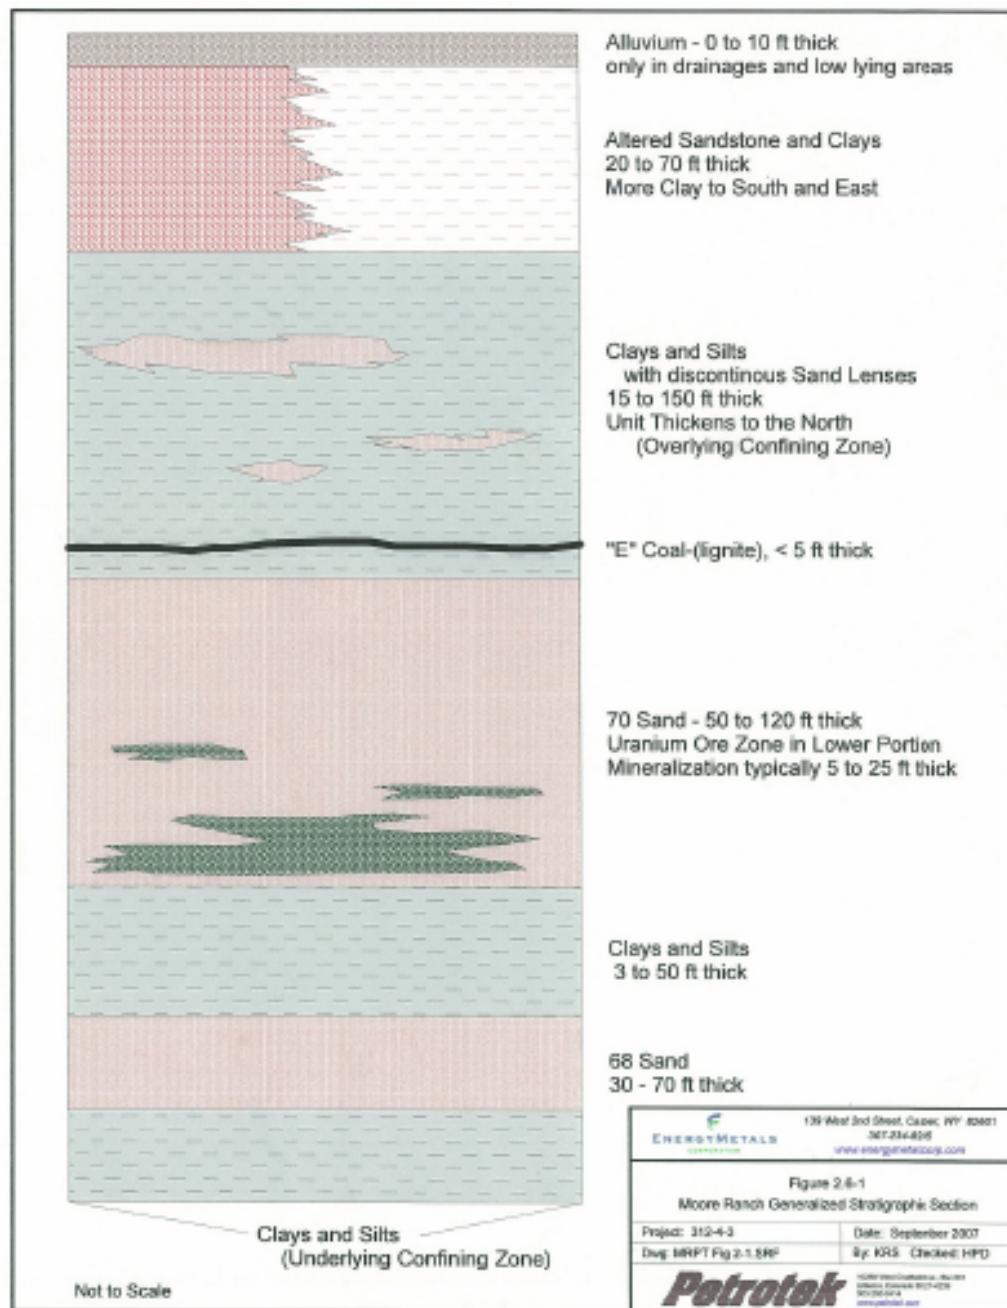 Alluvium - 0 to 10 ft thick
only in drainages and low lying areas
Altered Sandstone and Clays
20 to 70 ft thick
More Clay to South and East
Clays and Silts
with discontinous Sand Lenses
15 to 150 ft thick
Unit Thickens to the North
(Overlying Confining Zone)
"E" Coal-(lignite), < 5 ft thick
70 Sand - 50 to 120 ft thick
Uranium Ore Zone in Lower Portion
Mineralization typically 5 to 25 ft thick
Clays and Silts
3 to 50 ft thick
68 Sand
30 - 70 ft thick
Clays and Silts
(Underlying Confining Zone)
Not to Scale
ENERGYMETALS
CORPORATION
139 West 2nd Street, Casper, WY 82601
www.energymetalscorp.com
Figure 2.6-1
Moore Ranch Generalized Stratigraphic Section
Project: 312-4-3
Date: September 2007
Dwg: MRPT Fig 2-1.SRF
By: KRS Checked: HPD
Petrotek
www.petrotek.com